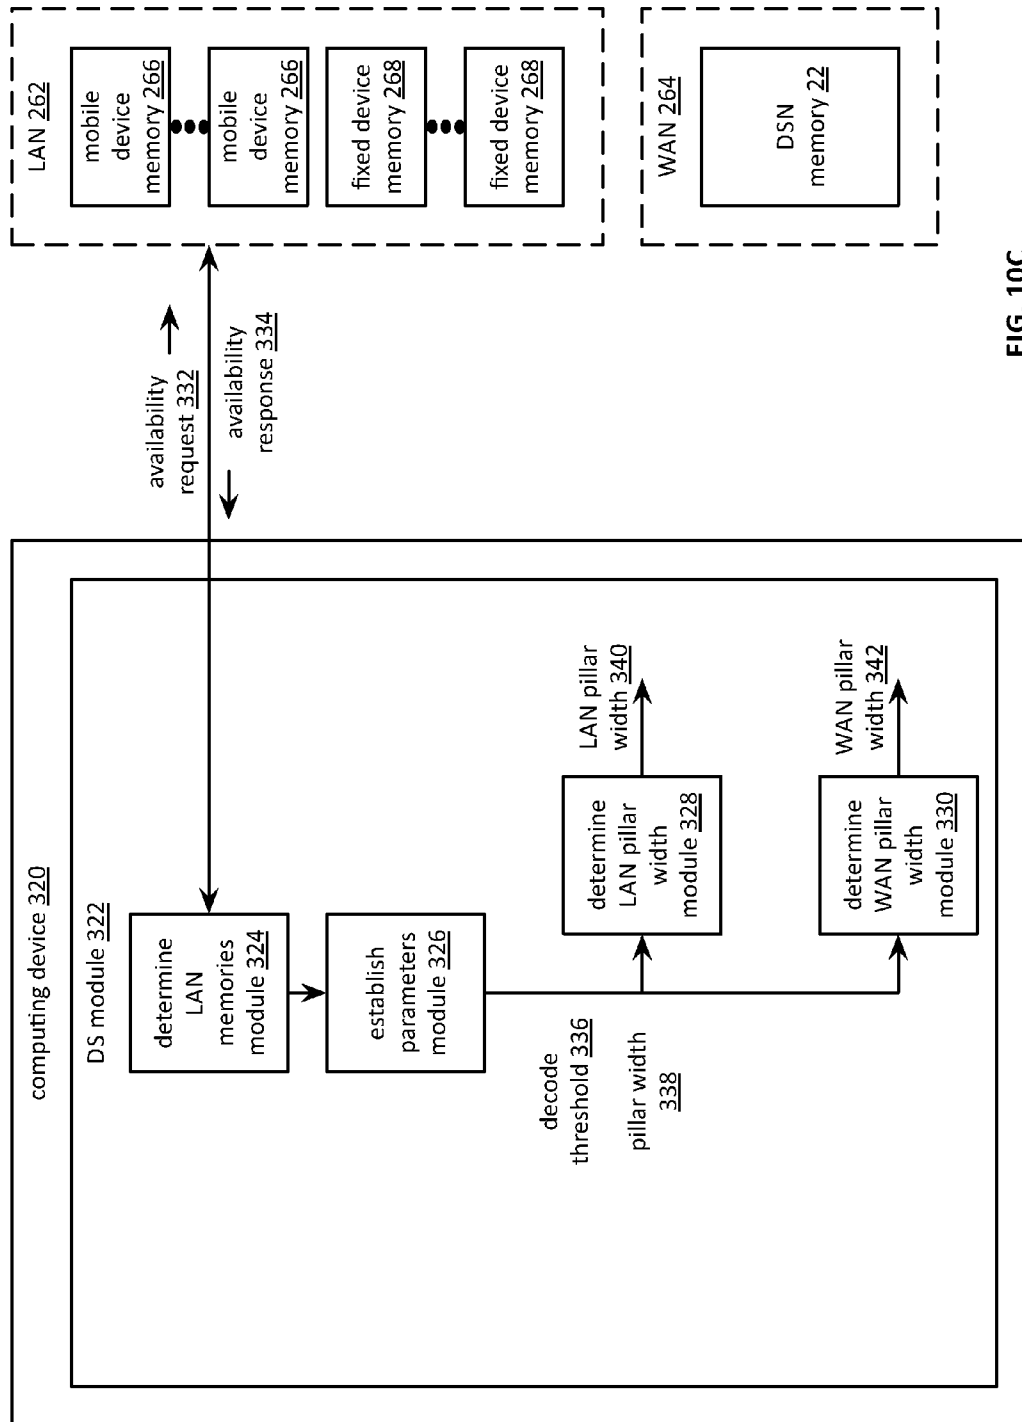 computing device 320
DS module 322
determine
LAN
memories
module 324
establish
parameters
module 326
decode
threshold 336
pillar width
338
determine
LAN pillar
width
module 328
LAN pillar
width 340
determine
WAN pillar
width
module 330
WAN pillar
width 342
availability
request 332
availability
response 334
LAN 262
mobile
device
memory 266
mobile
device
memory 266
fixed device
memory 268
fixed device
memory 268
WAN 264
DSN
memory 22
FIG. 10C